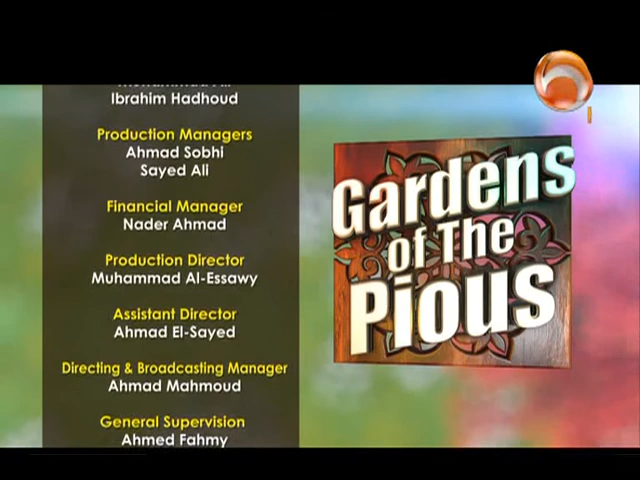 Ibrahim Hadhoud
Production Managers
Ahmad Sobhi
Sayed Ali
Financial Manager
Nader Ahmad
Production Director
Muhammad Al-Essawy
Assistant Director
Ahmad El-Sayed
Directing & Broadcasting Manager
Ahmad Mahmoud
General Supervision
Ahmed Fahmy
Gardens
of The
Pious